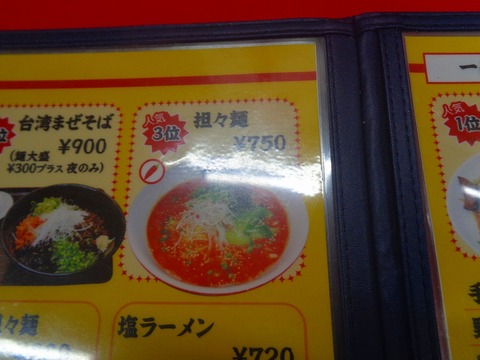 台湾まぜそば
¥900
(麺大盛
¥300プラス 夜のみ)
人気
3位
担々麺
¥750
塩ラーメン
¥720
一
人気
1位